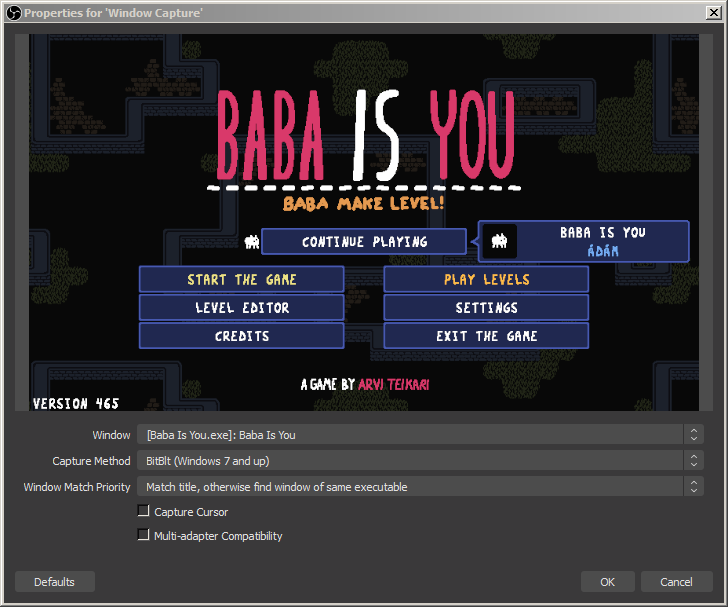 Properties for 'Window Capture'
BABA IS YOU
BABA MAKE LEVEL!
CONTINUE PLAYING
BABA IS YOU
ÁDÁM
START THE GAME
PLAY LEVELS
LEVEL EDITOR
SETTINGS
CREDITS
EXIT THE GAME
A GAME BY ARVI TEIKARI
VERSION 465
Window [Baba Is You.exe]: Baba Is You
Capture Method BitBlt (Windows 7 and up)
Window Match Priority Match title, otherwise find window of same executable
Capture Cursor
Multi-adapter Compatibility
Defaults OK Cancel